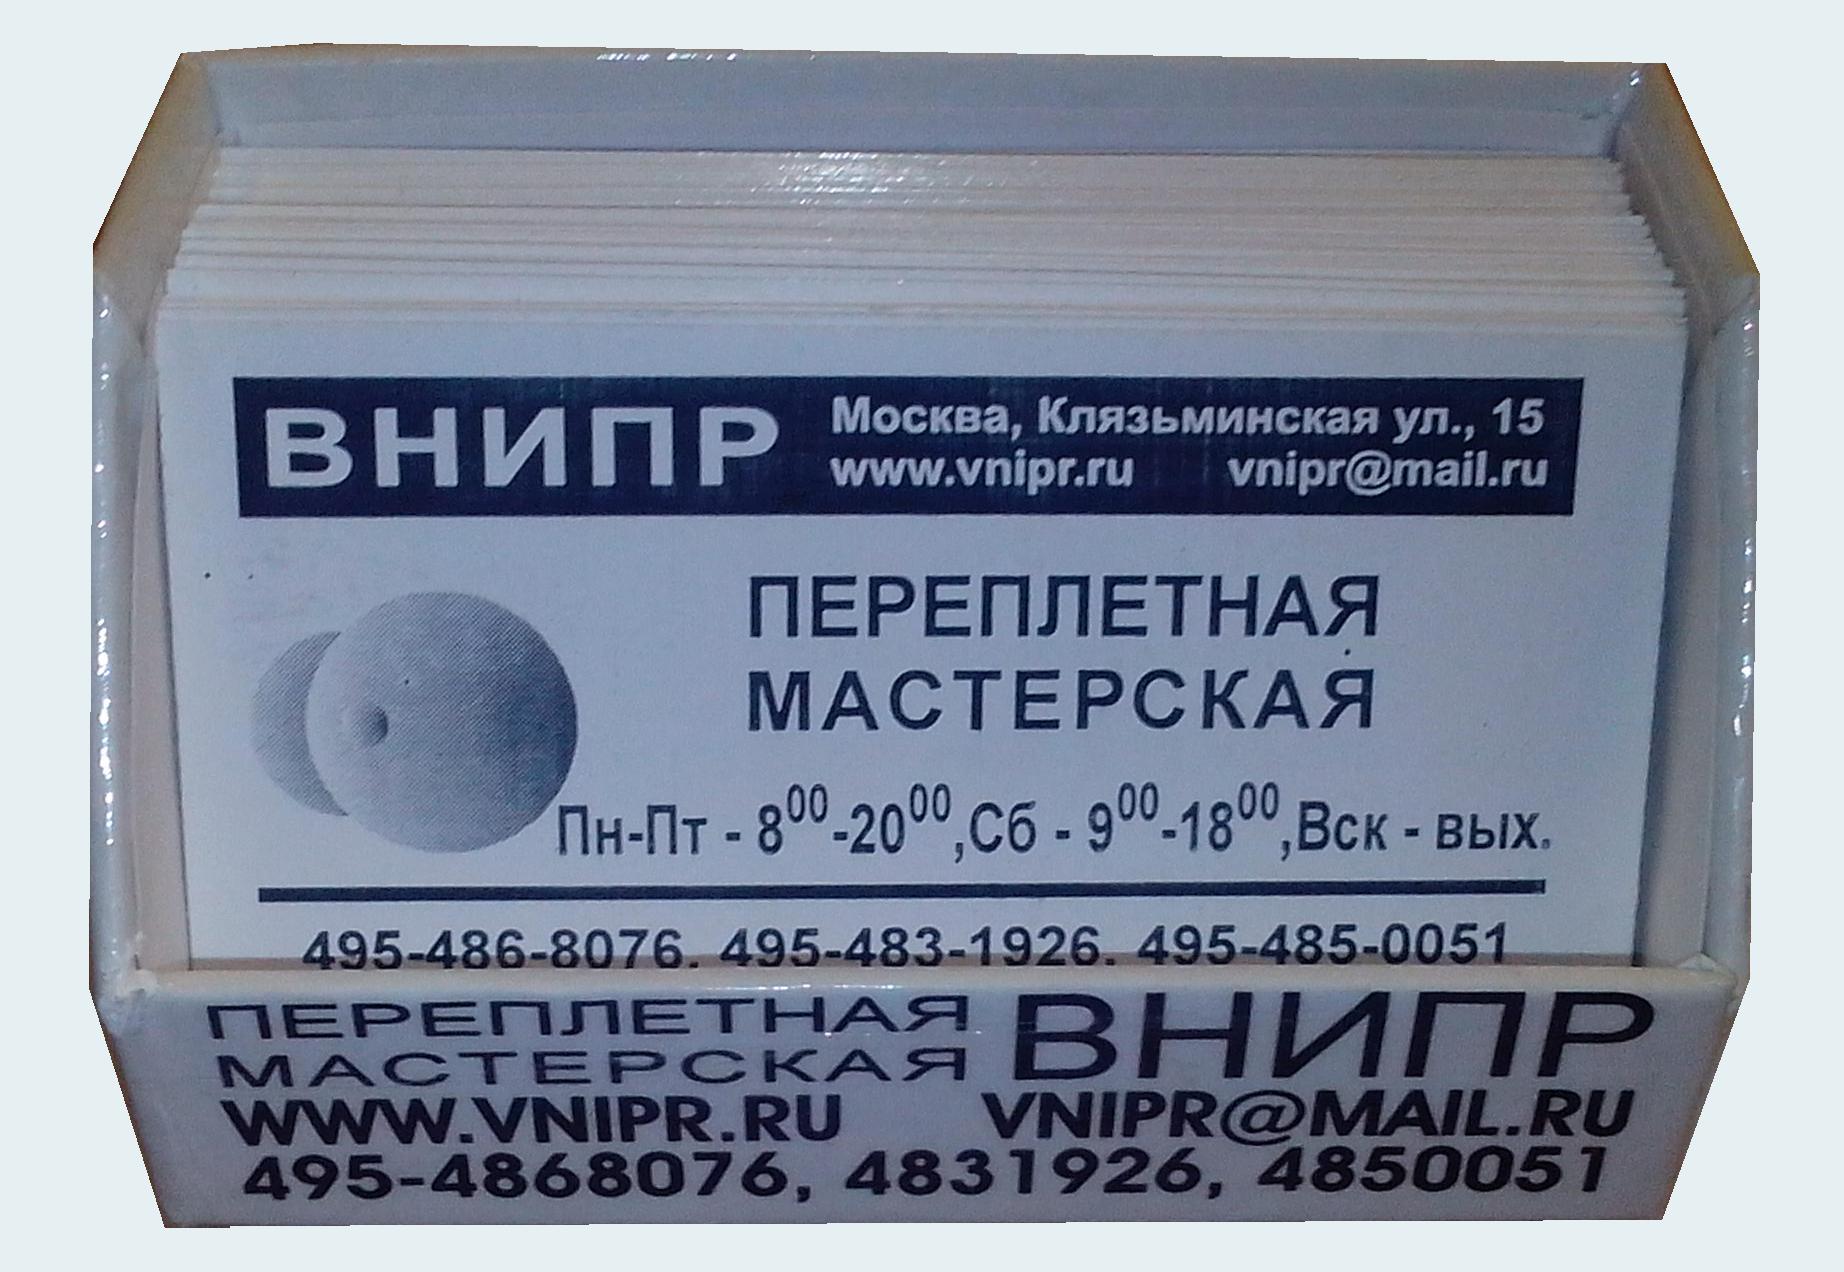 ВНИПР
Москва, Клязьминская ул., 15
www.vnipr.ru vnipr@mail.ru
ПЕРЕПЛЕТНАЯ
МАСТЕРСКАЯ
Пн-Пт - 8⁰⁰-20⁰⁰,Сб - 9⁰⁰-18⁰⁰,Вск - вых.
495-486-8076, 495-483-1926, 495-485-0051
ПЕРЕПЛЕТНАЯ
МАСТЕРСКАЯ
ВНИПР
WWW.VNIPR.RU VNIPR@MAIL.RU
495-4868076, 4831926, 4850051